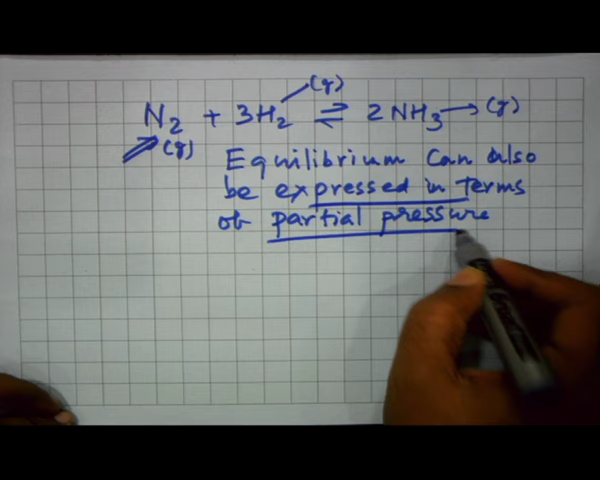 (g)
N2 + 3H2 ⇌ 2NH3 → (g)
(g)
Equilibrium can also
be expressed in terms
of partial pressure